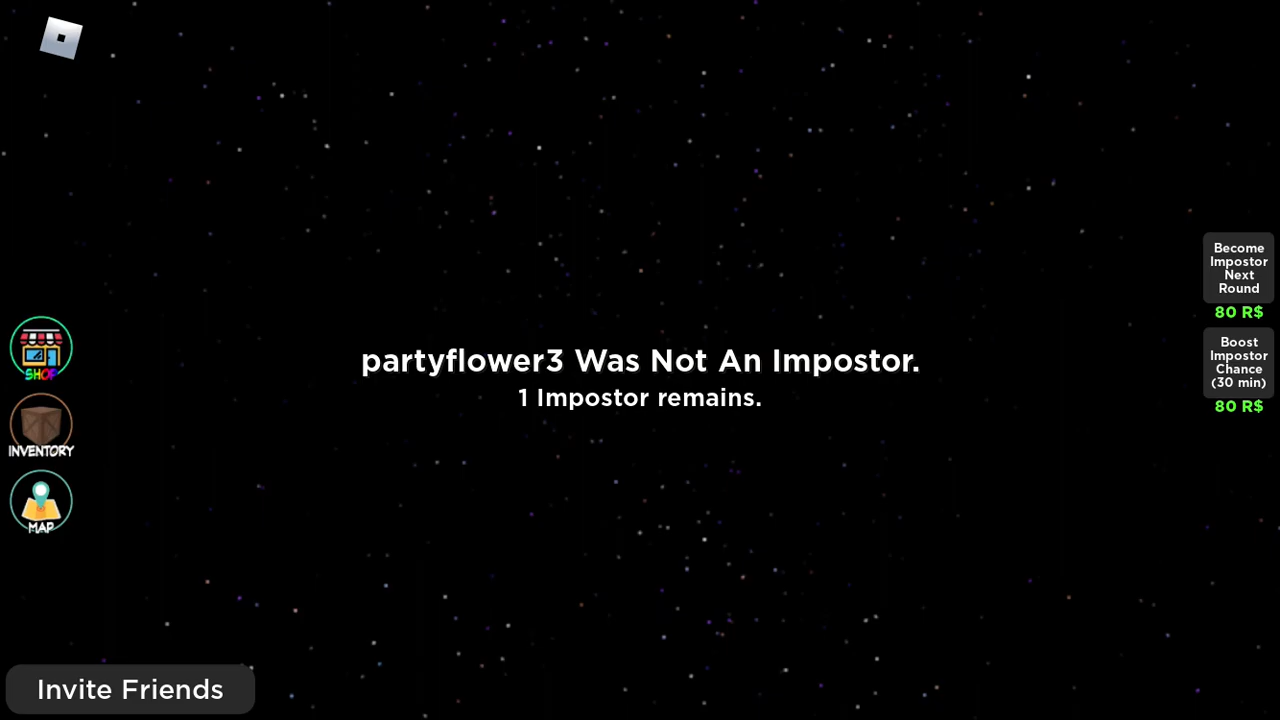 partyflower3 Was Not An Impostor.
1 Impostor remains.
SHOP
INVENTORY
MAP
Invite Friends
Become
Impostor
Next
Round
80 R$
Boost
Impostor
Chance
(30 min)
80 R$